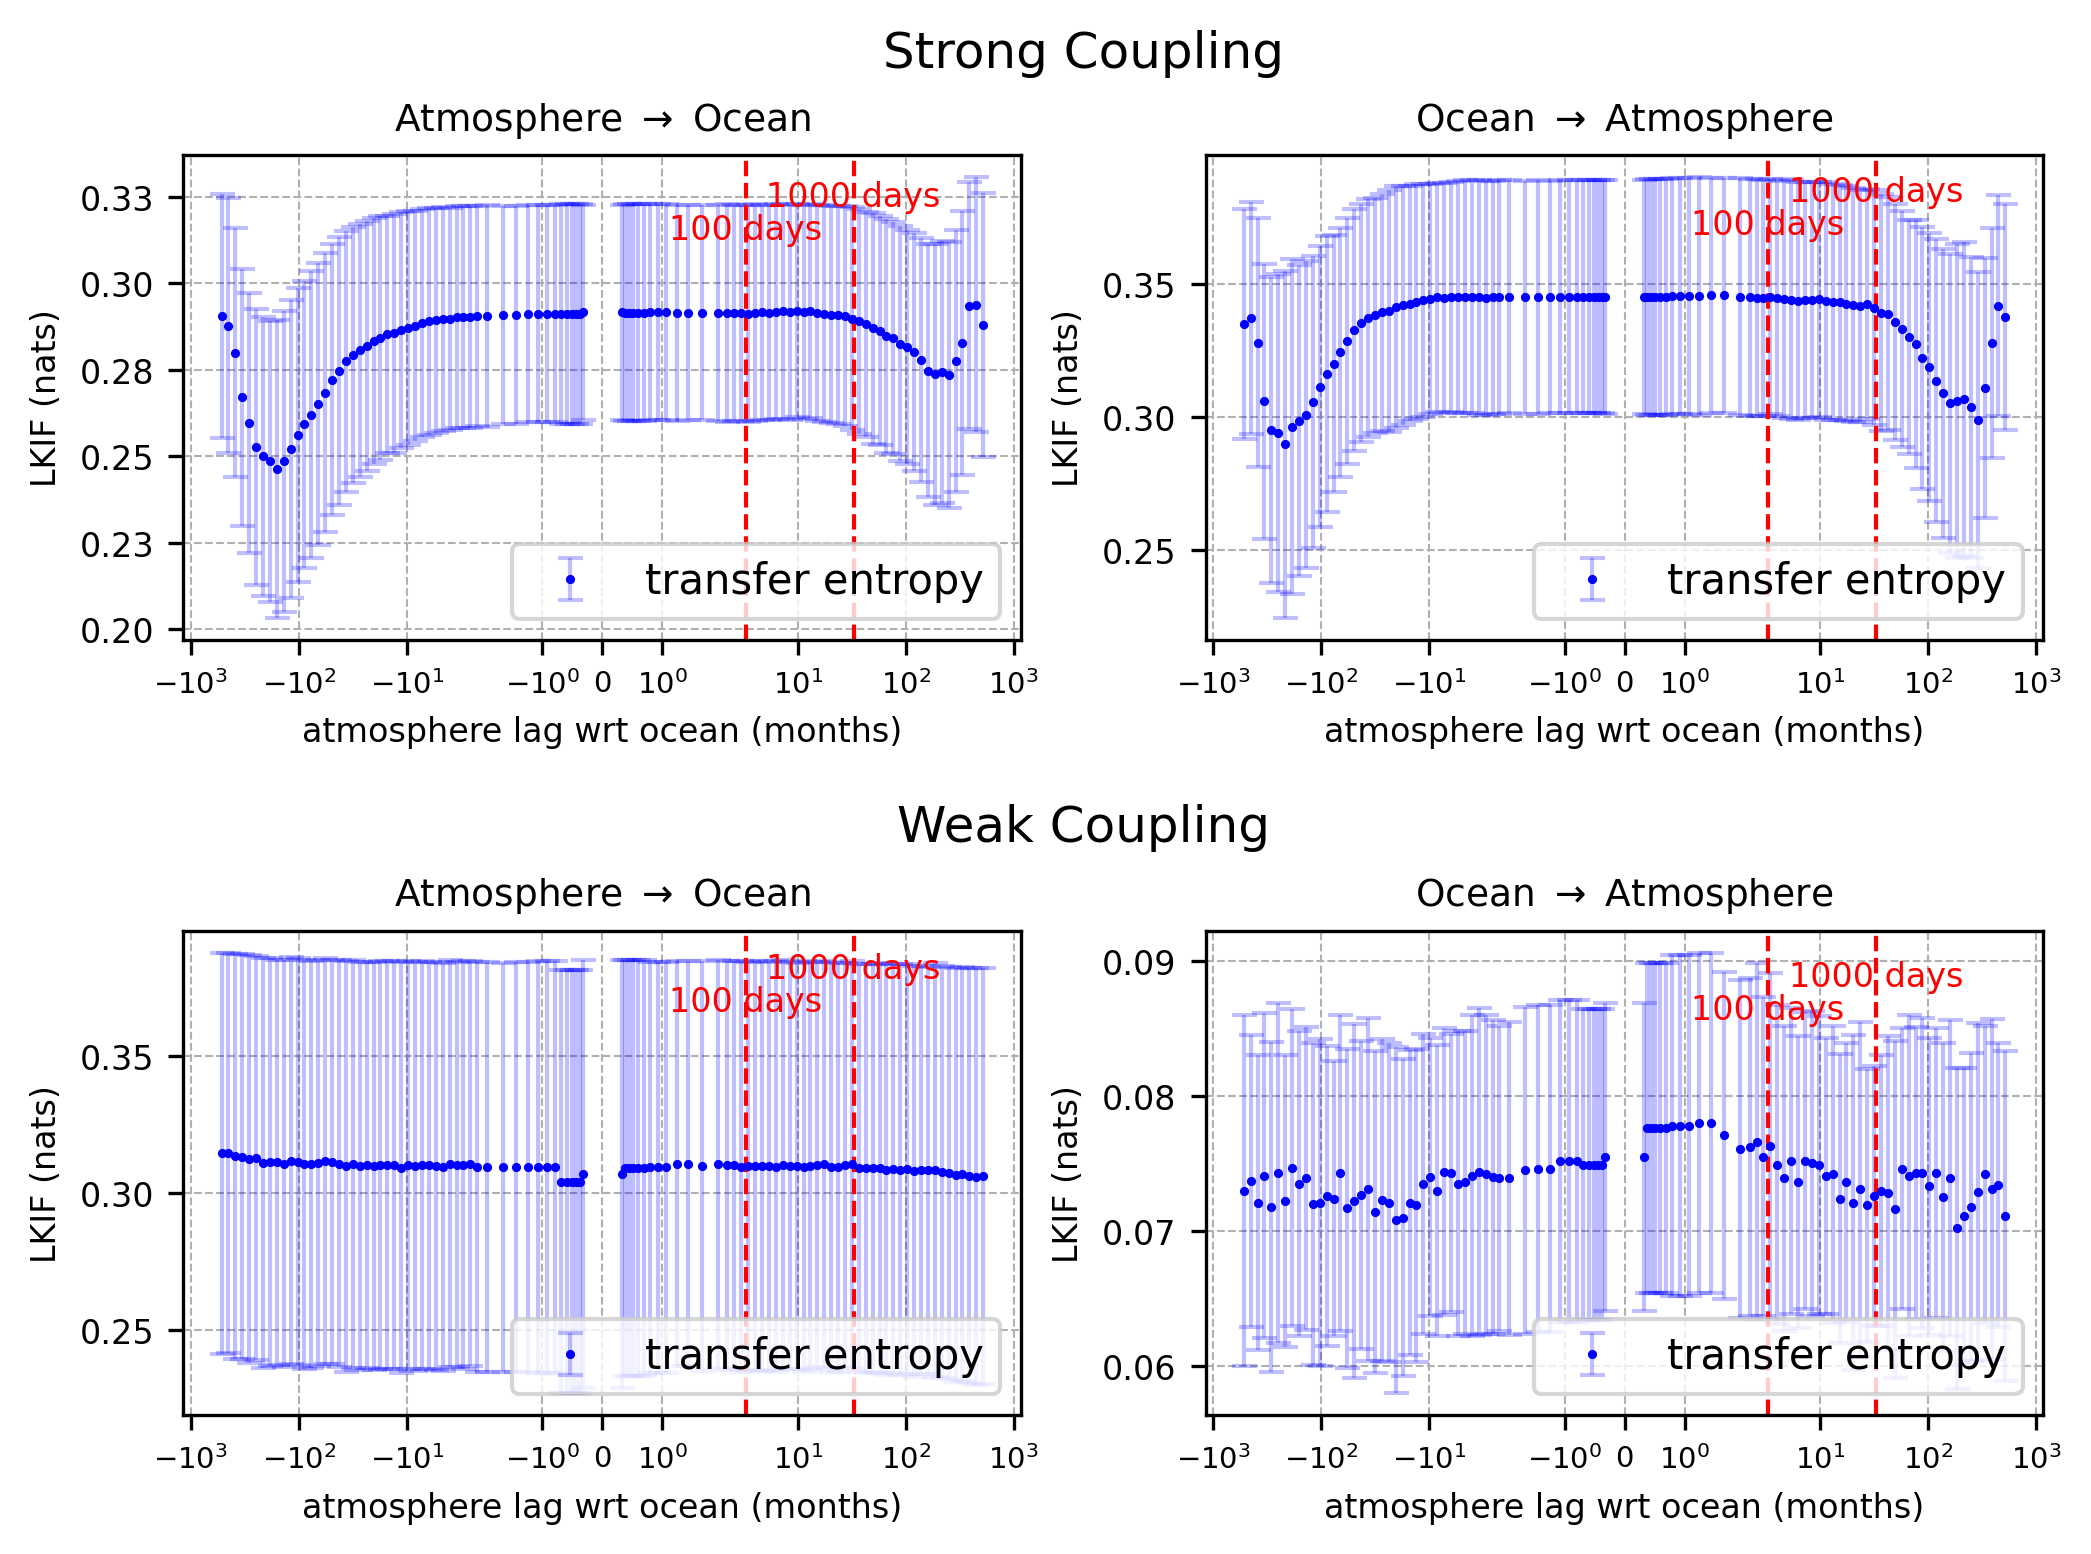 Strong Coupling
Atmosphere → Ocean
Ocean → Atmosphere
LKIF (nats)
0.33
0.30
0.28
0.25
0.23
0.20
1000 days
100 days
transfer entropy
−10³ −10² −10¹ −10⁰ 0 10⁰ 10¹ 10² 10³
atmosphere lag wrt ocean (months)
LKIF (nats)
0.35
0.30
0.25
1000 days
100 days
transfer entropy
−10³ −10² −10¹ −10⁰ 0 10⁰ 10¹ 10² 10³
atmosphere lag wrt ocean (months)
Weak Coupling
Atmosphere → Ocean
Ocean → Atmosphere
LKIF (nats)
0.35
0.30
0.25
1000 days
100 days
transfer entropy
−10³ −10² −10¹ −10⁰ 0 10⁰ 10¹ 10² 10³
atmosphere lag wrt ocean (months)
LKIF (nats)
0.09
0.08
0.07
0.06
1000 days
100 days
transfer entropy
−10³ −10² −10¹ −10⁰ 0 10⁰ 10¹ 10² 10³
atmosphere lag wrt ocean (months)